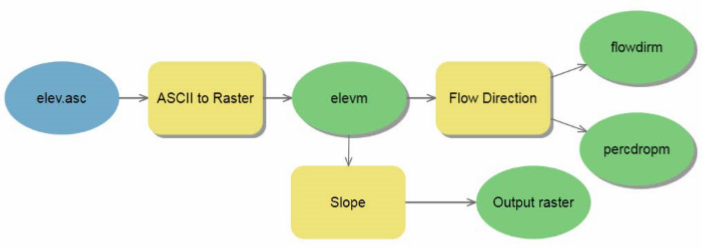 flowdirm
elev.asc
ASCII to Raster
elevm
Flow Direction
percdropm
Slope
Output raster